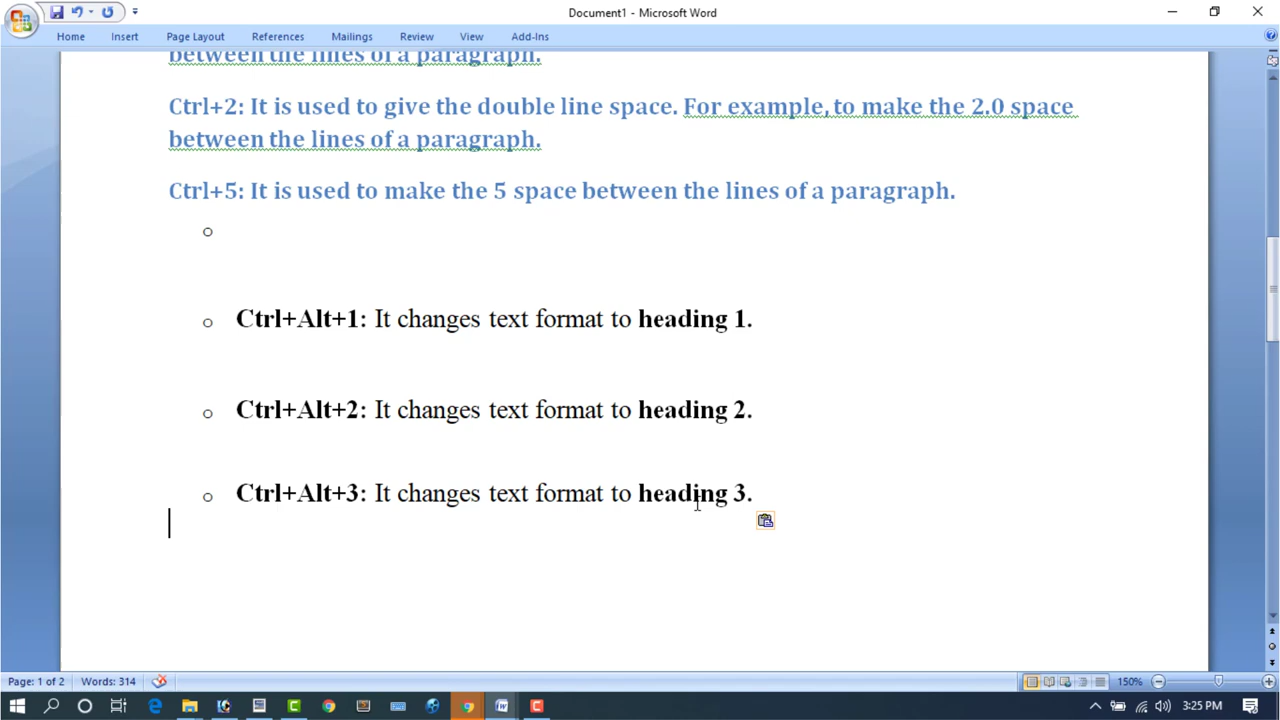 Document1 - Microsoft Word
Home Insert Page Layout References Mailings Review View Add-Ins
between the lines of a paragraph.
Ctrl+2: It is used to give the double line space. For example, to make the 2.0 space
between the lines of a paragraph.
Ctrl+5: It is used to make the 5 space between the lines of a paragraph.
Ctrl+Alt+1: It changes text format to heading 1.
Ctrl+Alt+2: It changes text format to heading 2.
Ctrl+Alt+3: It changes text format to heading 3.
Page: 1 of 2 Words: 314 150%
3:25 PM